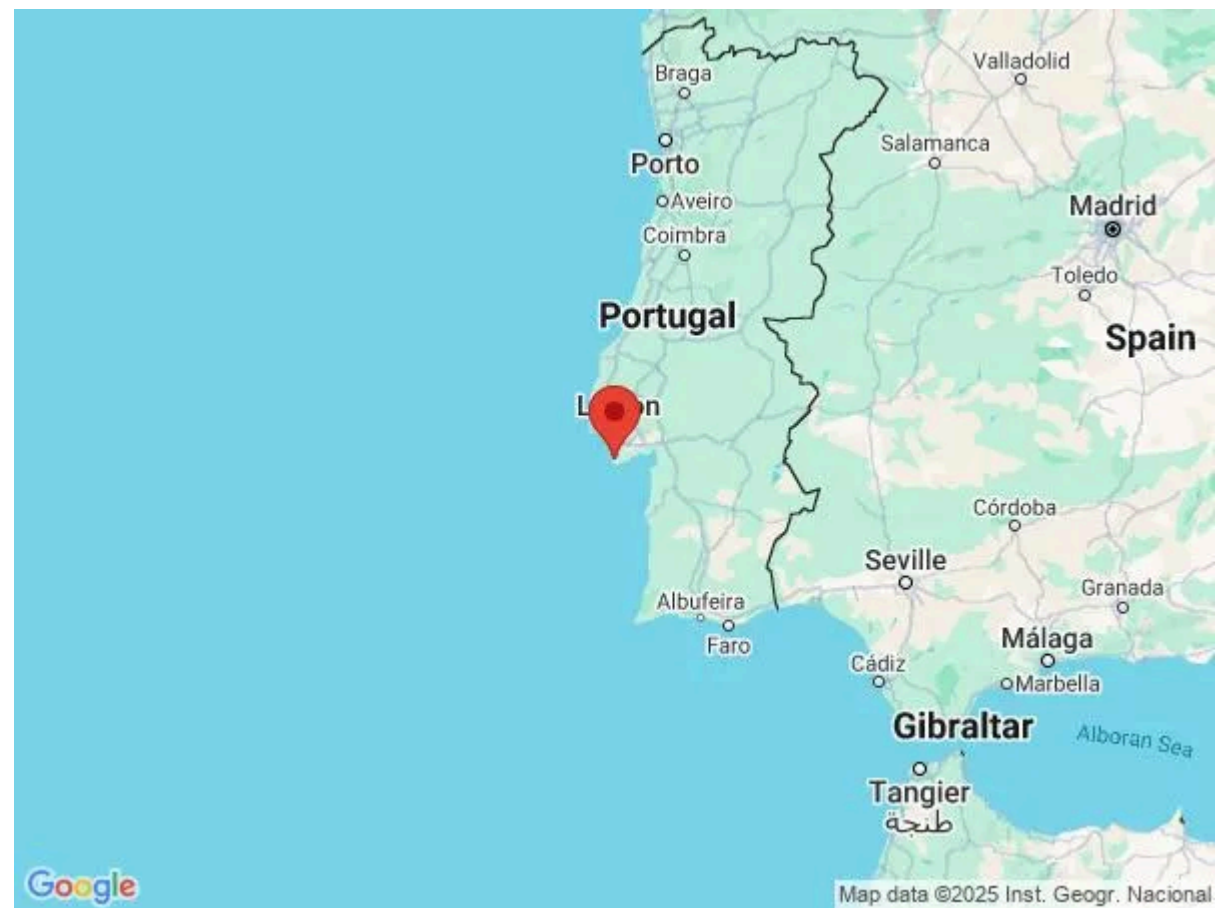 Valladolid
Braga
Salamanca
Porto
Aveiro
Madrid
Coimbra
Toledo
Portugal
Spain
Córdoba
Seville
Granada
Albufeira
Málaga
Faro
Cádiz
Marbella
Gibraltar
Alboran Sea
Tangier
طنجة
Google
Map data ©2025 Inst. Geogr. Nacional